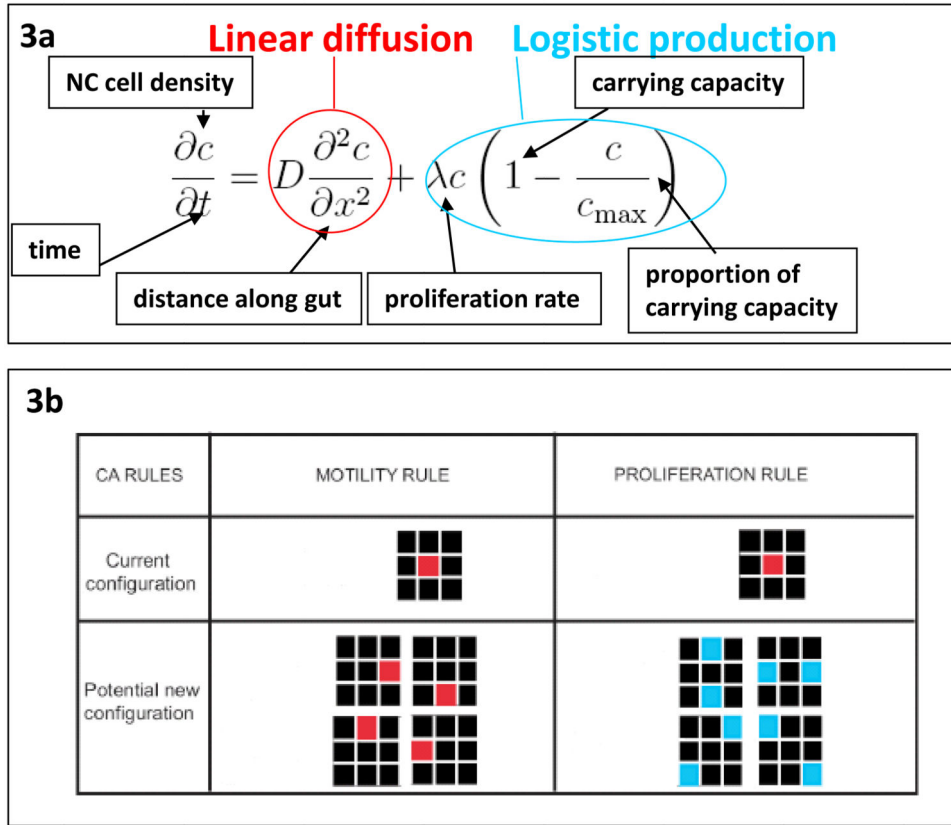 3a
Linear diffusion
Logistic production
NC cell density
carrying capacity
∂c/∂t = D ∂²c/∂x² + λc (1 − c/c_max)
time
distance along gut
proliferation rate
proportion of
carrying capacity
3b
CA RULES
MOTILITY RULE
PROLIFERATION RULE
Current
configuration
Potential new
configuration